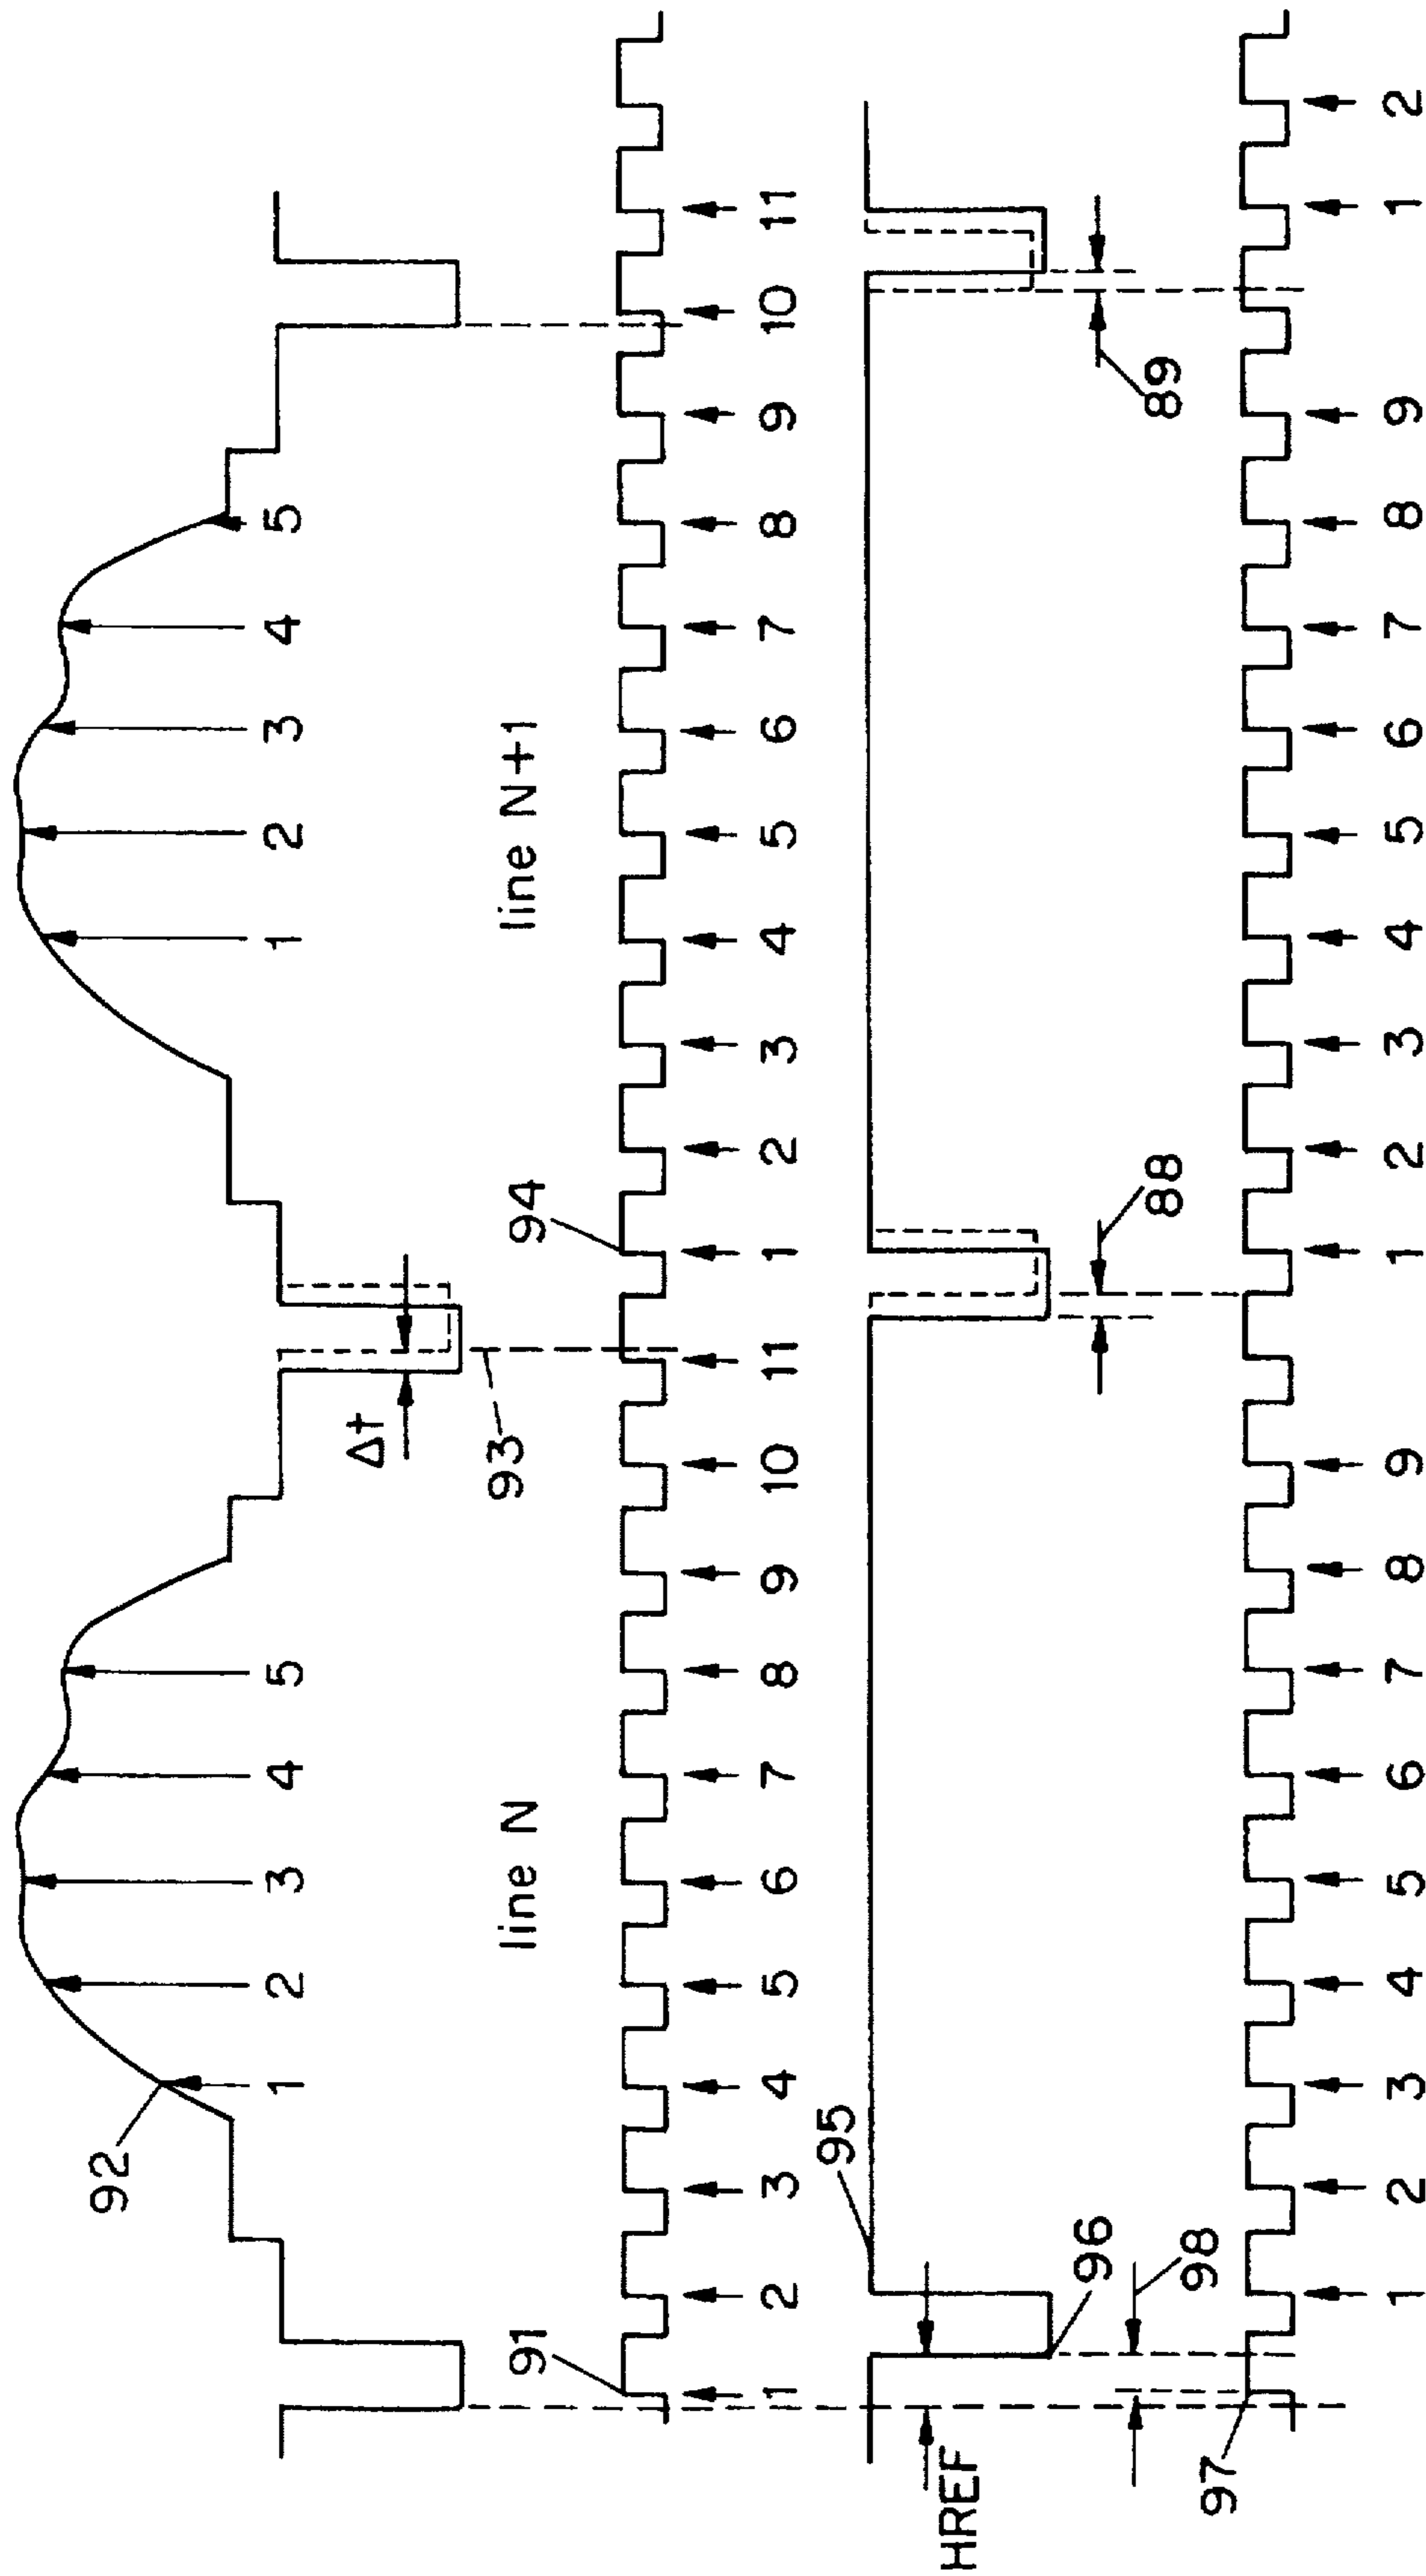 92
1 2 3 4 5 1 2 3 4 5
Δt
91 line N 93 94 line N+1
1 2 3 4 5 6 7 8 9 10 11 1 2 3 4 5 6 7 8 9 10 11
95
HREF
96
88 89
97 98
1 2 3 4 5 6 7 8 9 1 2 3 4 5 6 7 8 9 1 2